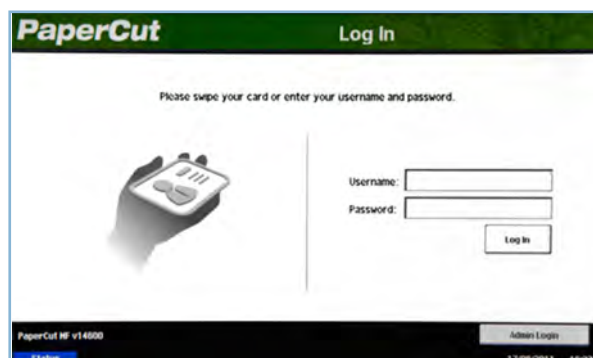 PaperCut
Log In
Please swipe your card or enter your username and password.
Username:
Password:
Log In
PaperCut MF v14600
Admin Login
Status